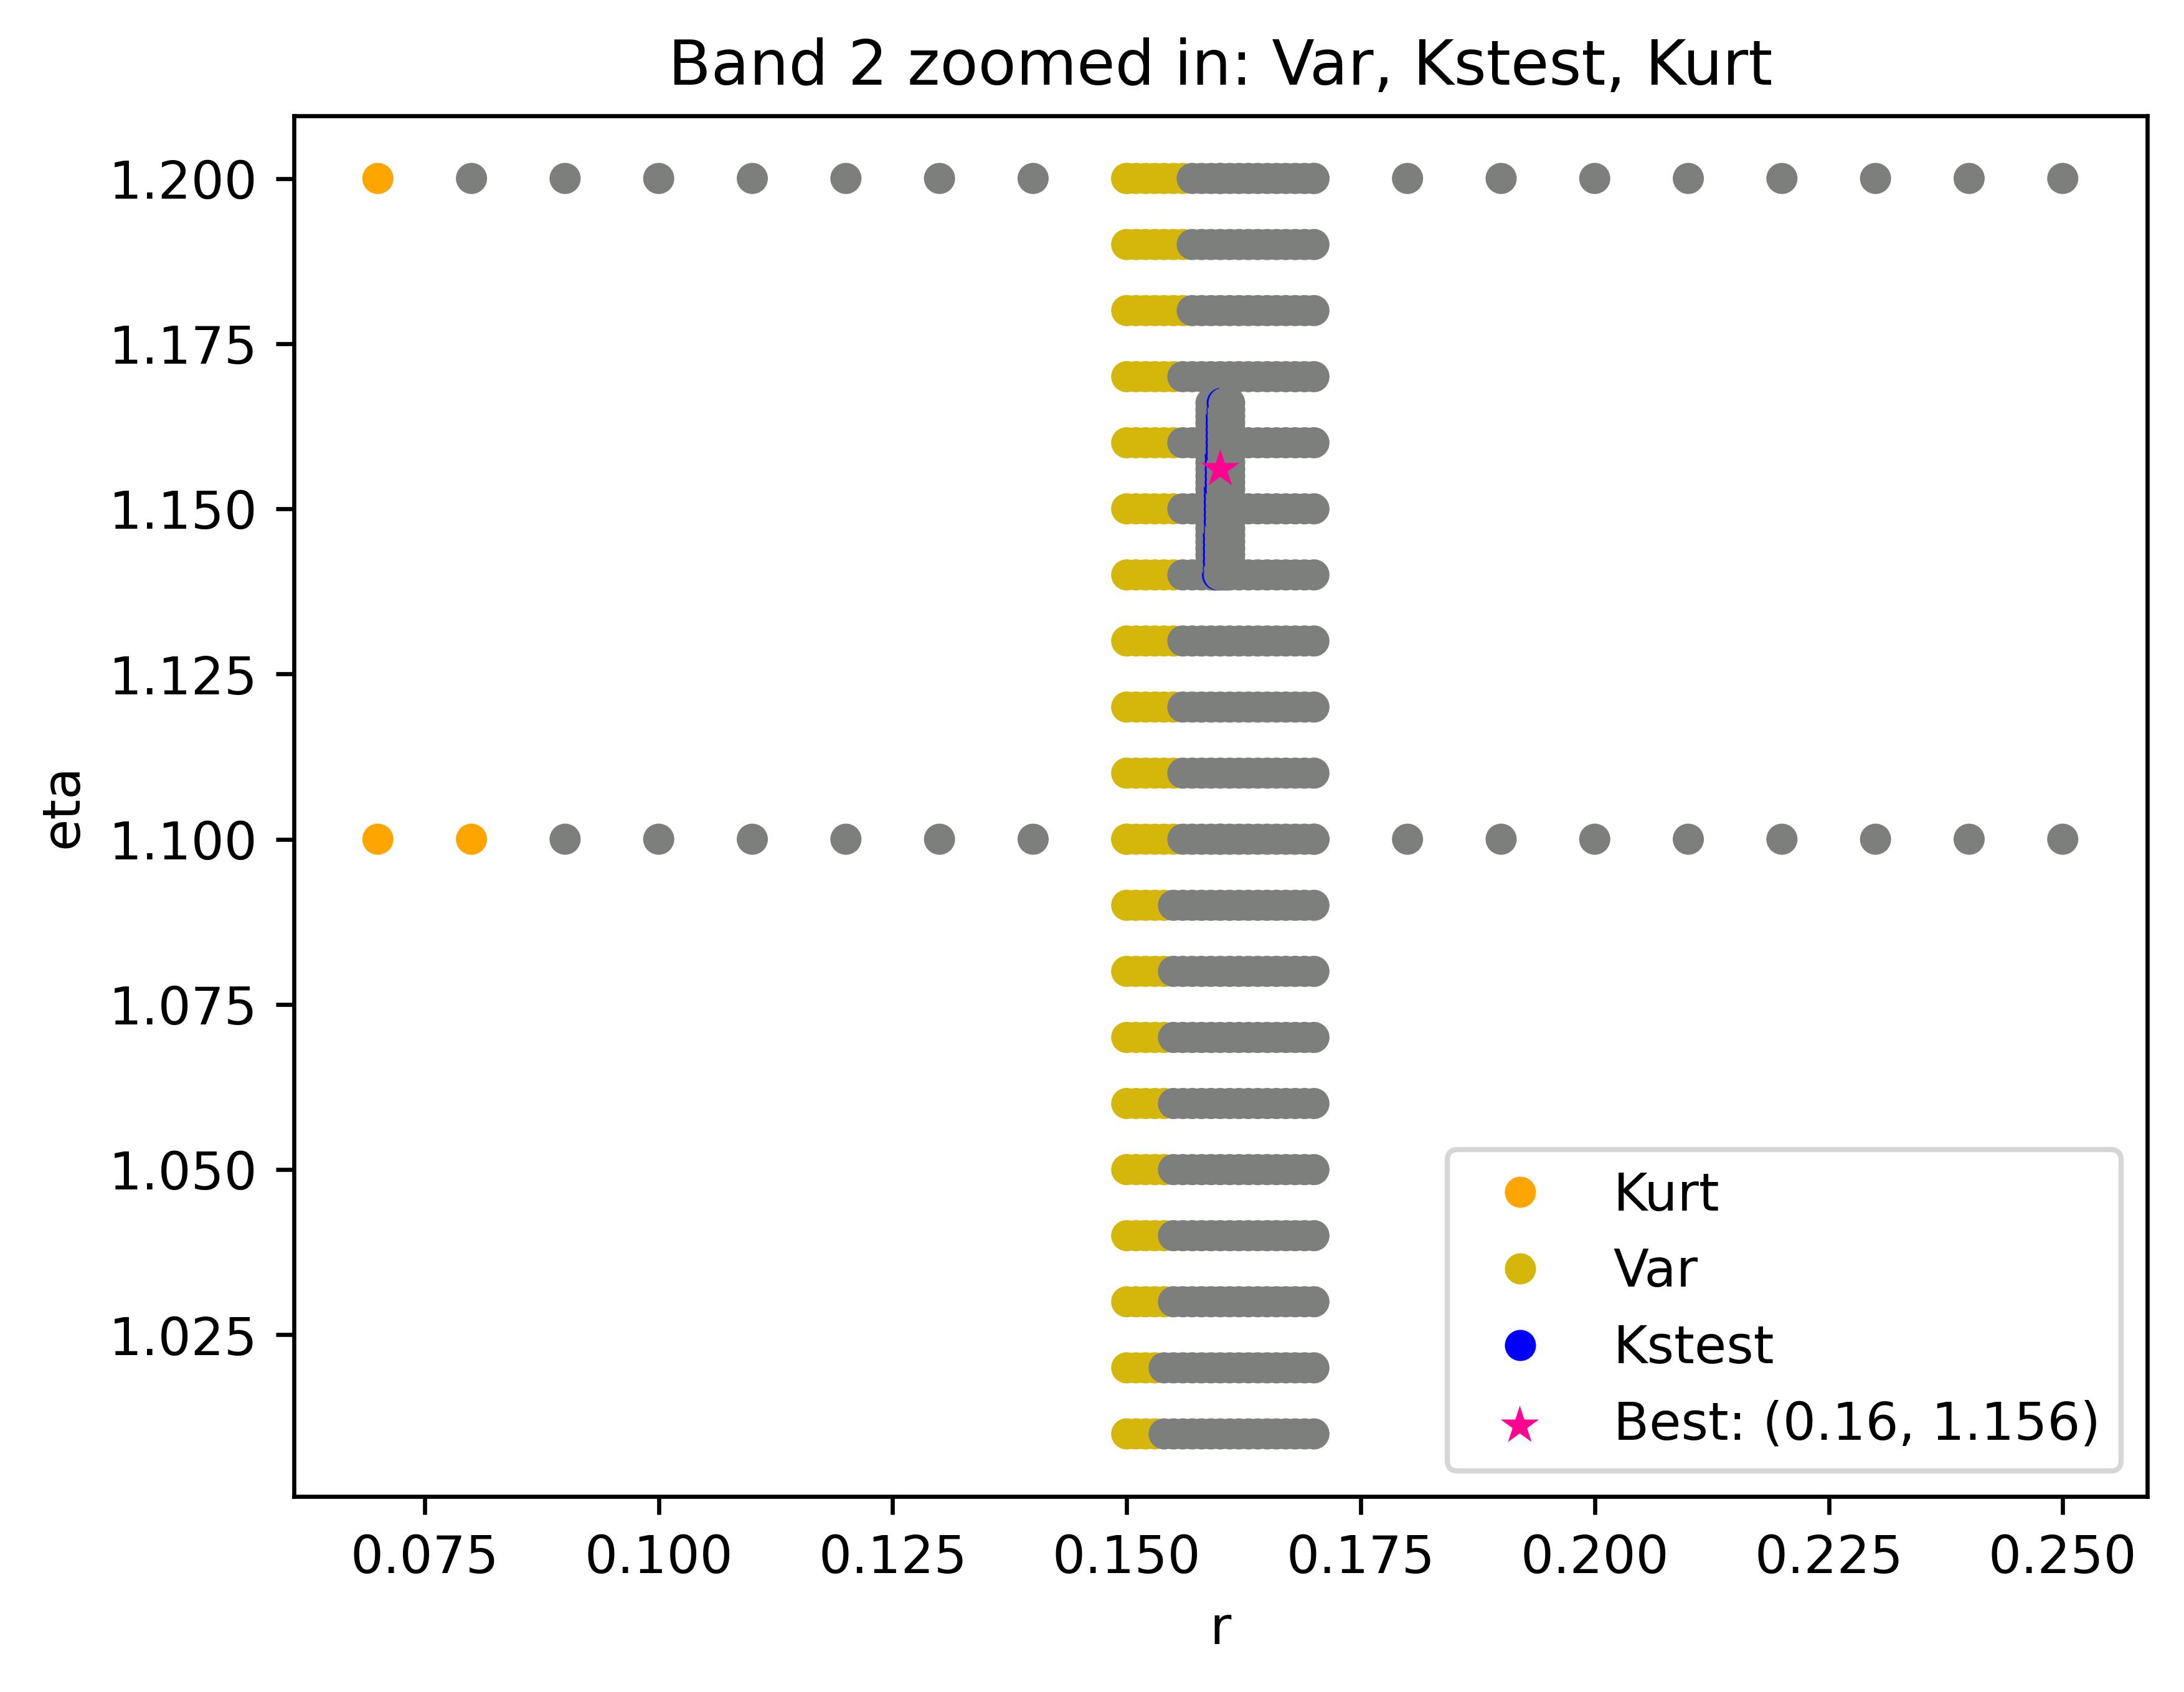 Band 2 zoomed in: Var, Kstest, Kurt
1.200
1.175
1.150
1.125
1.100
1.075
1.050
1.025
eta
Kurt
Var
Kstest
Best: (0.16, 1.156)
0.075 0.100 0.125 0.150 0.175 0.200 0.225 0.250
r